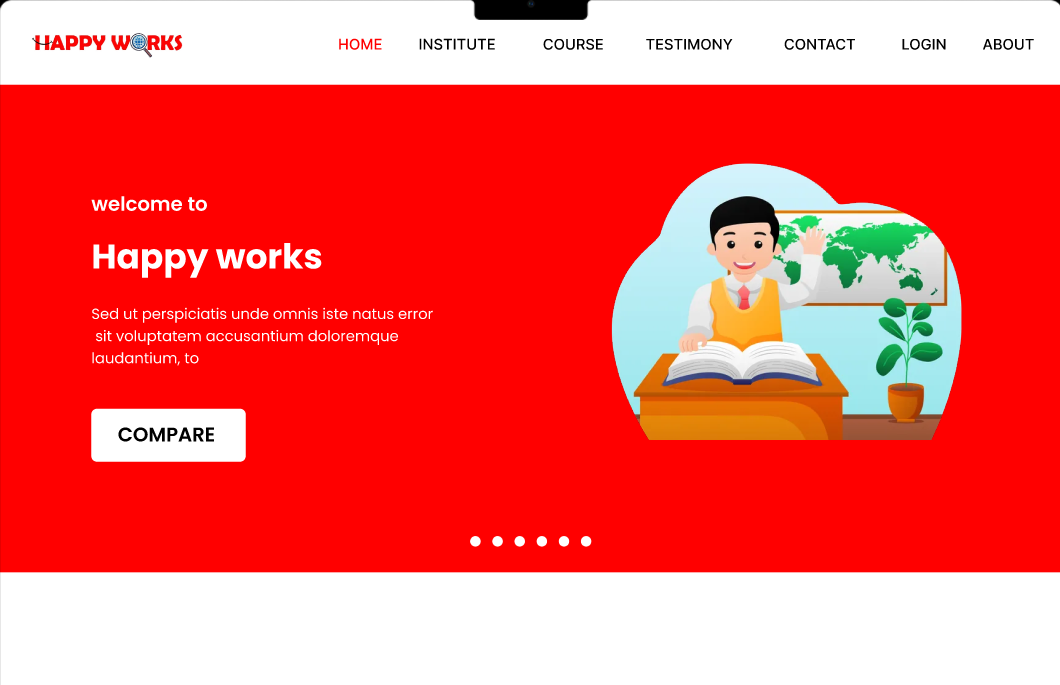 HAPPY WORKS
HOME INSTITUTE COURSE TESTIMONY CONTACT LOGIN ABOUT
welcome to
Happy works
Sed ut perspiciatis unde omnis iste natus error
sit voluptatem accusantium doloremque
laudantium, to
COMPARE